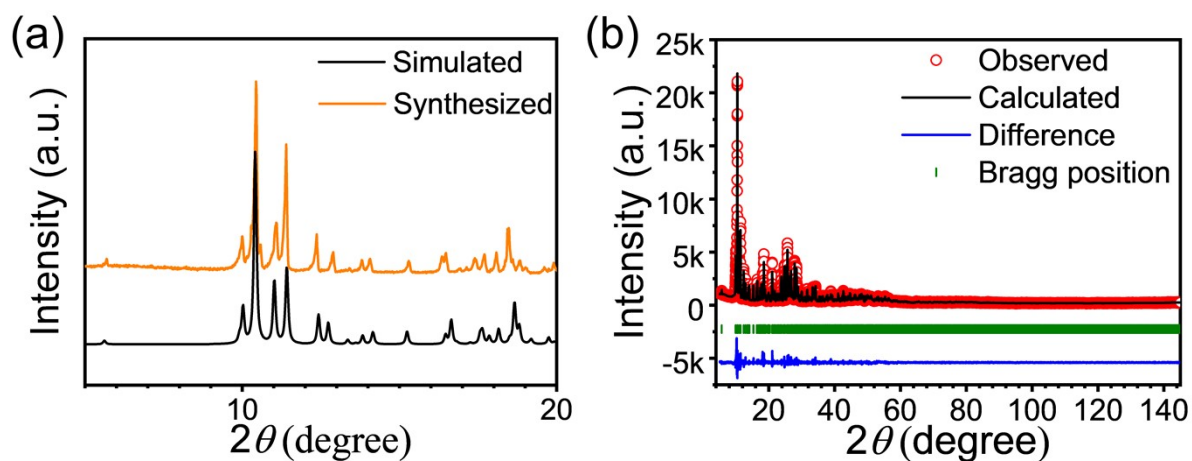 (a)
Simulated
Synthesized
Intensity (a.u.)
10
20
2θ (degree)
(b)
25k
20k
15k
10k
5k
0
-5k
Observed
Calculated
Difference
Bragg position
Intensity (a.u.)
20 40 60 80 100 120 140
2θ (degree)